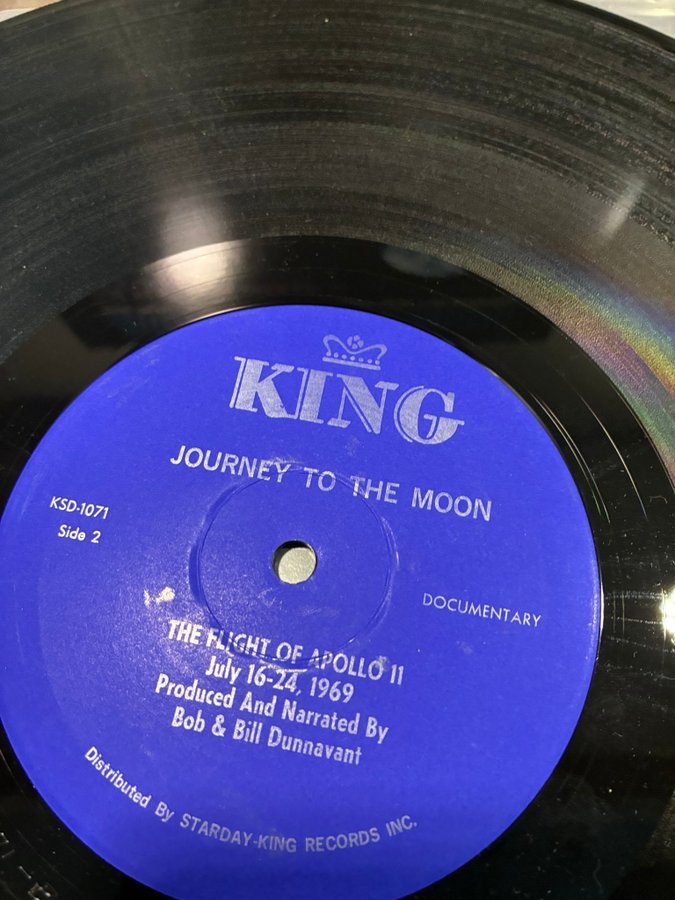 KING
JOURNEY TO THE MOON
KSD-1071
Side 2
DOCUMENTARY
THE FLIGHT OF APOLLO 11
July 16-24, 1969
Produced And Narrated By
Bob & Bill Dunnavant
Distributed By STARDAY-KING RECORDS INC.